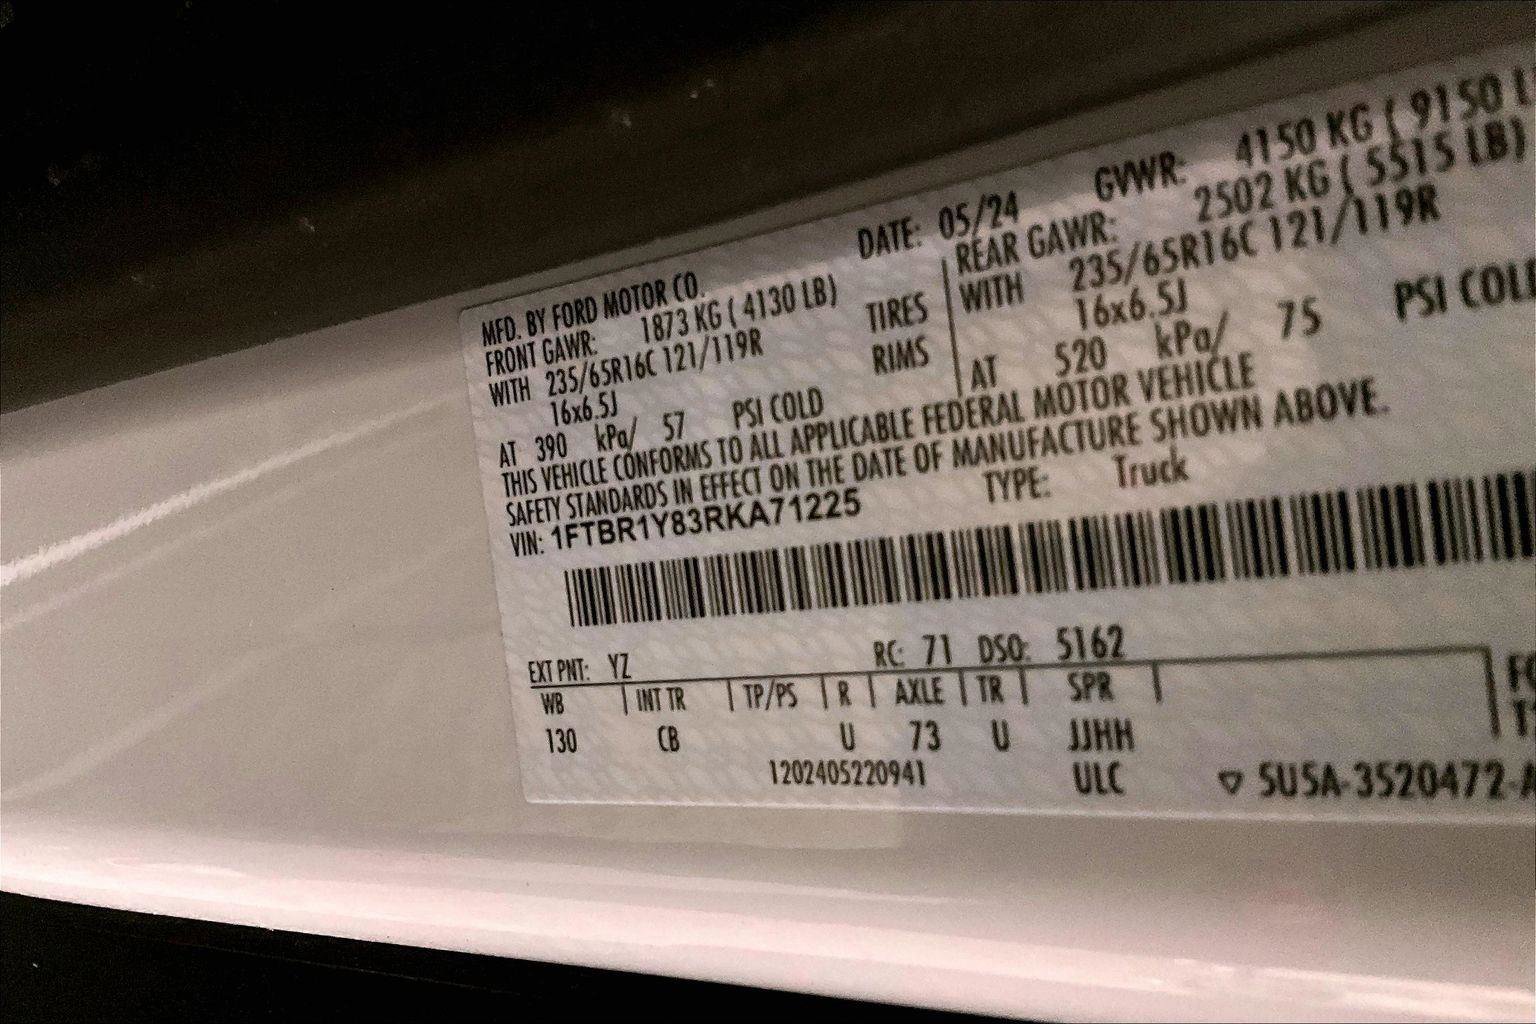 MFD. BY FORD MOTOR CO. DATE: 05/24 GVWR: 4150 KG ( 9150 L
FRONT GAWR: 1873 KG ( 4130 LB) REAR GAWR: 2502 KG ( 5515 LB)
WITH 235/65R16C 121/119R TIRES WITH 235/65R16C 121/119R
16x6.5J RIMS 16x6.5J
AT 390 kPa/ 57 PSI COLD AT 520 kPa/ 75 PSI COL
THIS VEHICLE CONFORMS TO ALL APPLICABLE FEDERAL MOTOR VEHICLE
SAFETY STANDARDS IN EFFECT ON THE DATE OF MANUFACTURE SHOWN ABOVE.
VIN: 1FTBR1Y83RKA71225 TYPE: Truck
EXT PNT: YZ RC: 71 DSO: 5162
WB INT TR TP/PS R AXLE TR SPR
130 CB U 73 U JJHH
1202405220941 ULC ▽ 5U5A-3520472-A